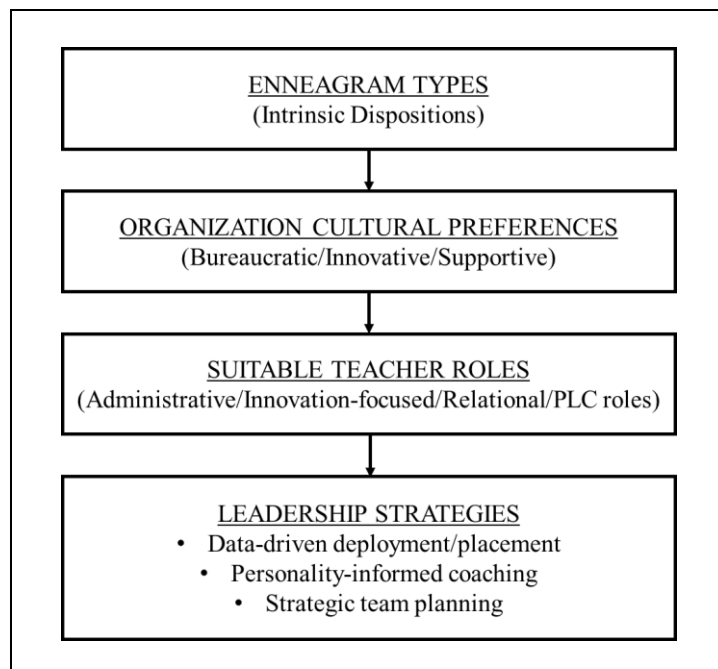 ENNEAGRAM TYPES
(Intrinsic Dispositions)
ORGANIZATION CULTURAL PREFERENCES
(Bureaucratic/Innovative/Supportive)
SUITABLE TEACHER ROLES
(Administrative/Innovation-focused/Relational/PLC roles)
LEADERSHIP STRATEGIES
• Data-driven deployment/placement
• Personality-informed coaching
• Strategic team planning